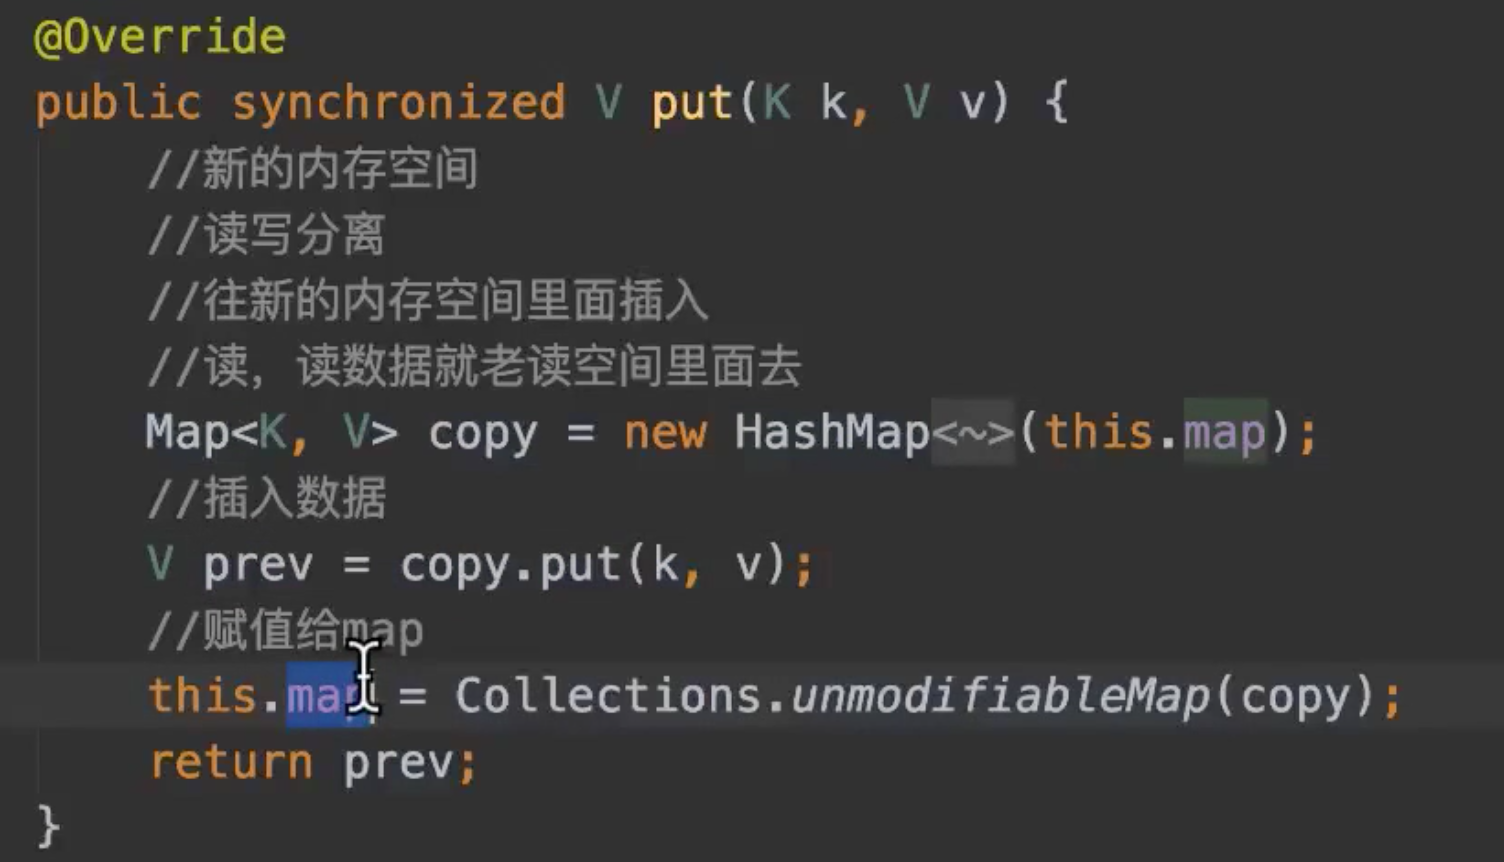 @Override
public synchronized V put(K k, V v) {
//新的内存空间
//读写分离
//往新的内存空间里面插入
//读，读数据就老读空间里面去
Map<K, V> copy = new HashMap<~>(this.map);
//插入数据
V prev = copy.put(k, v);
//赋值给map
this.map = Collections.unmodifiableMap(copy);
return prev;
}